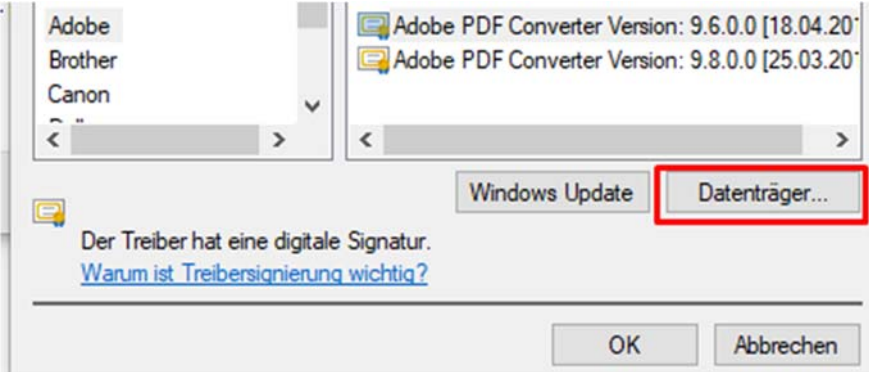 Adobe
Brother
Canon
Adobe PDF Converter Version: 9.6.0.0 [18.04.20
Adobe PDF Converter Version: 9.8.0.0 [25.03.20
Windows Update
Datenträger...
Der Treiber hat eine digitale Signatur.
Warum ist Treibersignierung wichtig?
OK
Abbrechen